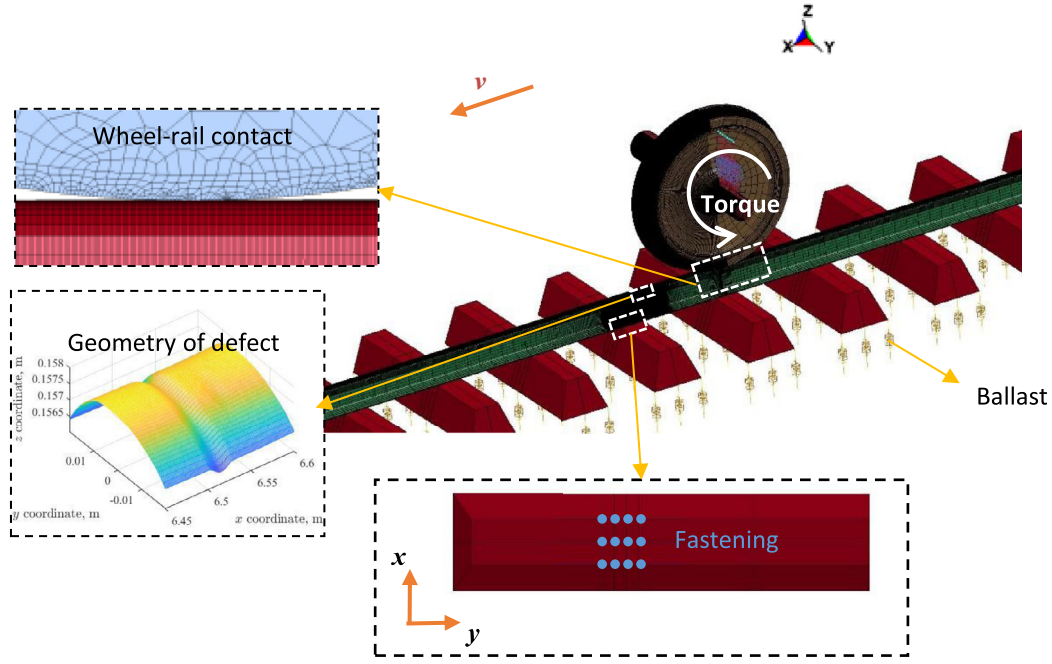 Z
X
Y
v
Wheel-rail contact
Torque
Geometry of defect
0.158
0.1575
0.157
0.1565
z coordinate, m
0.01
0
-0.01
y coordinate, m
6.45
6.5
6.55
6.6
x coordinate, m
Ballast
Fastening
x
y